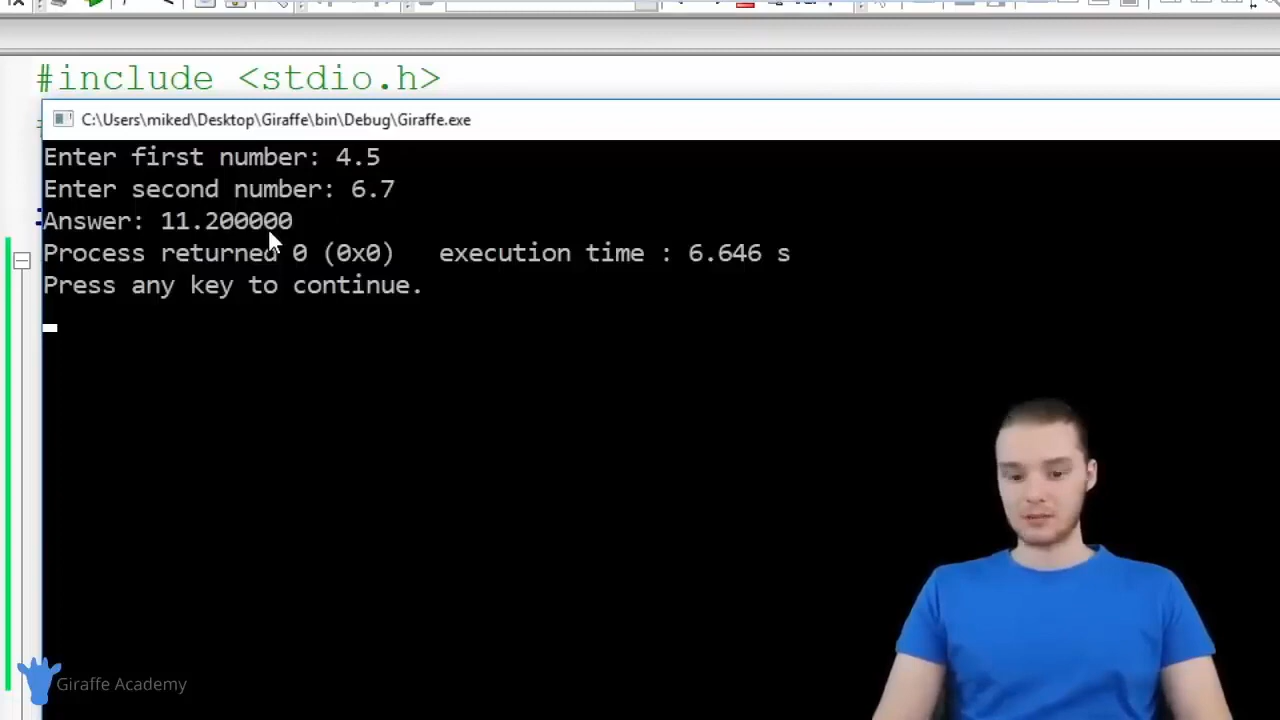 #include <stdio.h>
C:\Users\miked\Desktop\Giraffe\bin\Debug\Giraffe.exe
Enter first number: 4.5
Enter second number: 6.7
Answer: 11.200000
Process returned 0 (0x0)   execution time : 6.646 s
Press any key to continue.
Giraffe Academy